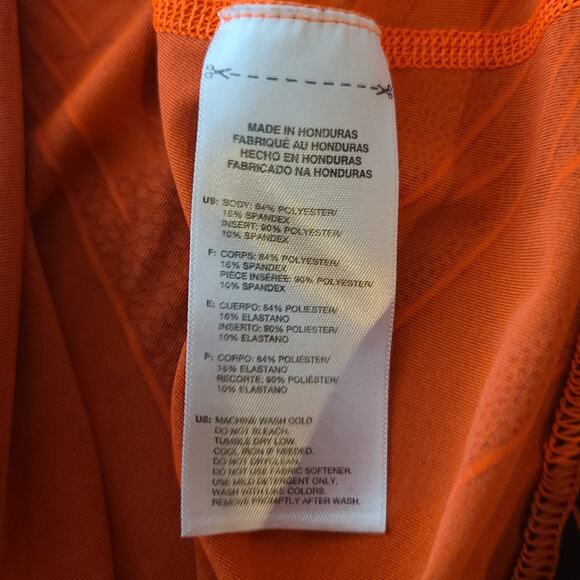 MADE IN HONDURAS
FABRIQUÉ AU HONDURAS
HECHO EN HONDURAS
FABRICADO NA HONDURAS
US: BODY: 84% POLYESTER/
16% SPANDEX
INSERT: 90% POLYESTER/
10% SPANDEX
F: CORPS: 84% POLYESTER/
16% SPANDEX
PIÈCE INSÉRÉE: 90% POLYESTER/
10% SPANDEX
E: CUERPO: 84% POLIESTER/
16% ELASTANO
INSERTO: 90% POLIESTER/
10% ELASTANO
P: CORPO: 84% POLIÉSTER/
16% ELASTANO
RECORTE: 90% POLIÉSTER/
10% ELASTANO
US: MACHINE WASH COLD
DO NOT BLEACH.
TUMBLE DRY LOW.
COOL IRON IF NEEDED.
DO NOT DRYCLEAN.
DO NOT USE FABRIC SOFTENER.
USE MILD DETERGENT ONLY.
WASH WITH LIKE COLORS.
REMOVE PROMPTLY AFTER WASH.